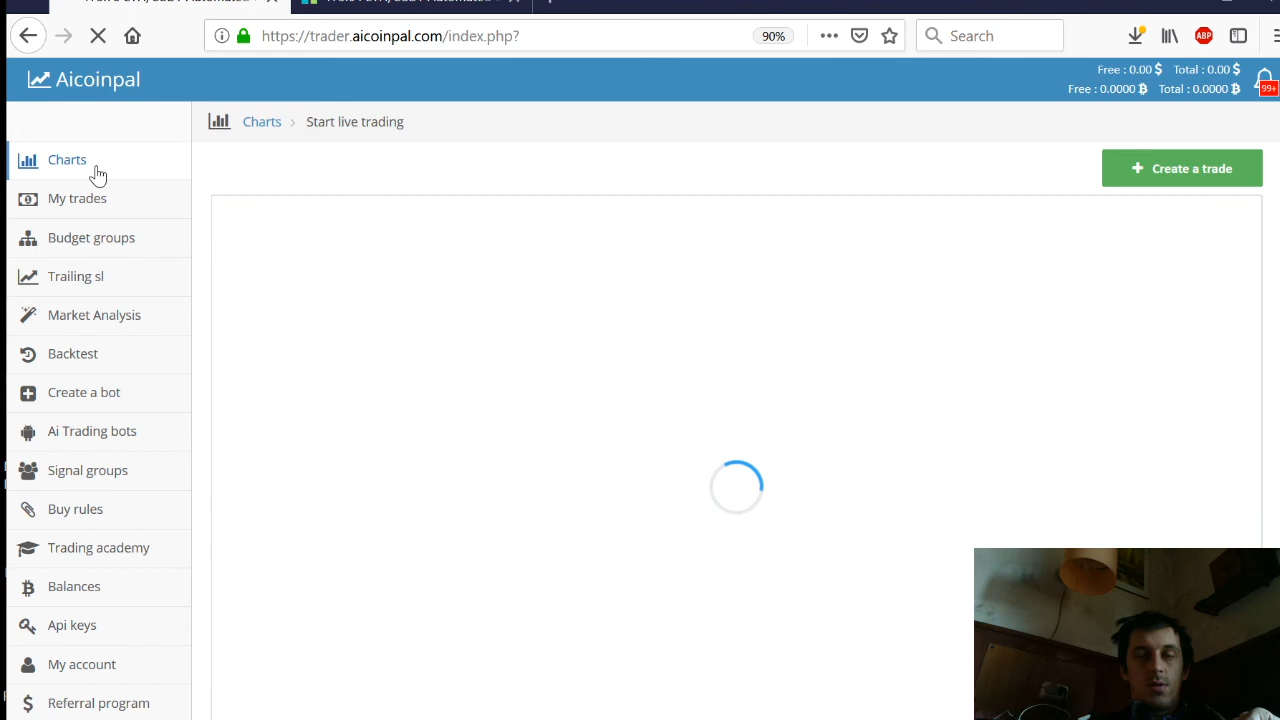 https://trader.aicoinpal.com/index.php?
90%
Search
ABP
Aicoinpal
Free : 0.00 $ Total : 0.00 $
Free : 0.0000 ₿ Total : 0.0000 ₿
99+
Charts > Start live trading
+ Create a trade
Charts
My trades
Budget groups
Trailing sl
Market Analysis
Backtest
Create a bot
Ai Trading bots
Signal groups
Buy rules
Trading academy
Balances
Api keys
My account
Referral program